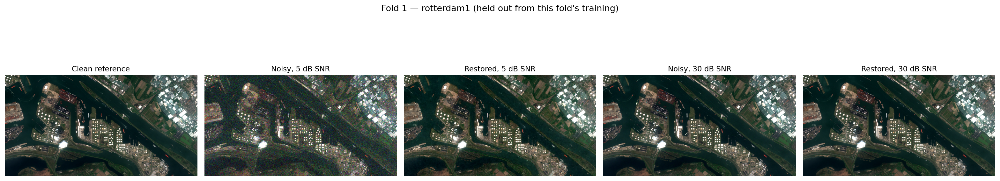 Fold 1 — rotterdam1 (held out from this fold's training)
Clean reference
Noisy, 5 dB SNR
Restored, 5 dB SNR
Noisy, 30 dB SNR
Restored, 30 dB SNR